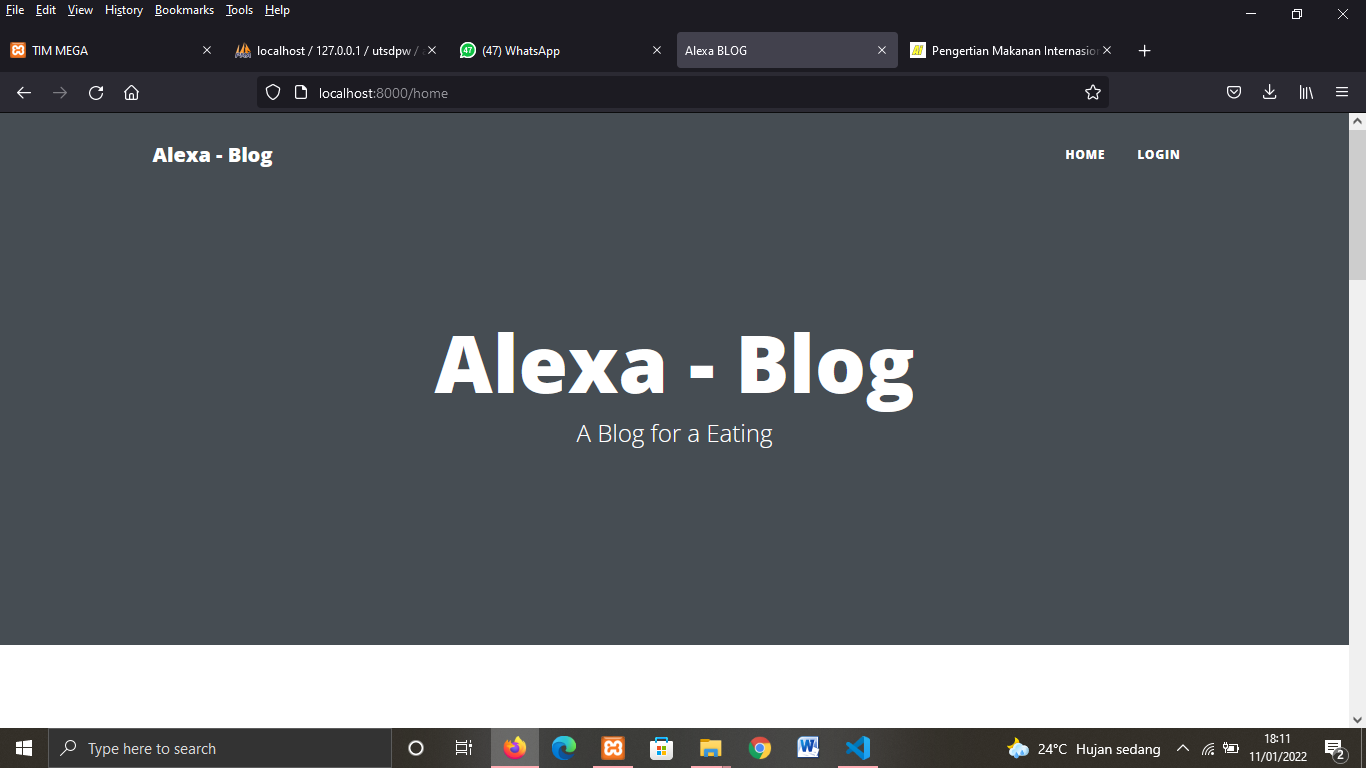 File Edit View History Bookmarks Tools Help
TIM MEGA
localhost / 127.0.0.1 / utsdpw /
47 (47) WhatsApp
Alexa BLOG
Pengertian Makanan Internasion
localhost:8000/home
Alexa - Blog
HOME LOGIN
Alexa - Blog
A Blog for a Eating
Type here to search
24°C Hujan sedang
18:11
11/01/2022
2